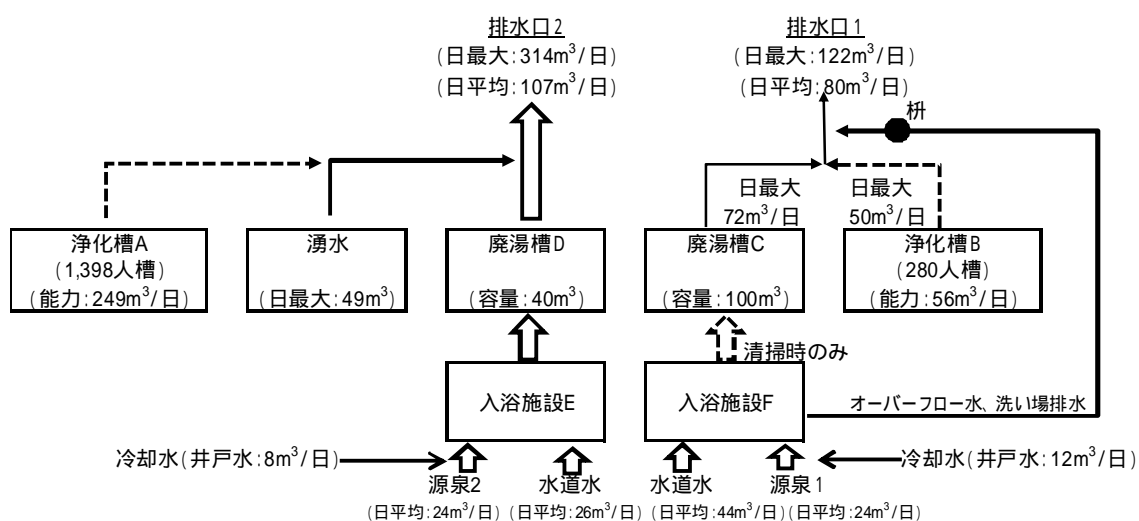 排水口2
(日最大:314m³/日)
(日平均:107m³/日)
排水口1
(日最大:122m³/日)
(日平均:80m³/日)
枡
日最大
72m³/日
日最大
50m³/日
浄化槽A
(1,398人槽)
(能力:249m³/日)
湧水
(日最大:49m³)
廃湯槽D
(容量:40m³)
廃湯槽C
(容量:100m³)
浄化槽B
(280人槽)
(能力:56m³/日)
清掃時のみ
入浴施設E
入浴施設F
オーバーフロー水、洗い場排水
冷却水(井戸水:8m³/日)
冷却水(井戸水:12m³/日)
源泉2
(日平均:24m³/日)
水道水
(日平均:26m³/日)
水道水
(日平均:44m³/日)
源泉1
(日平均:24m³/日)